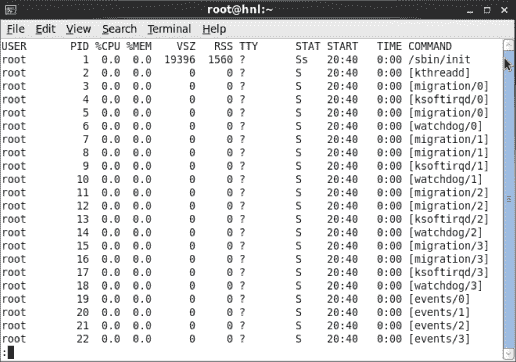 root@hnl:~
File Edit View Search Terminal Help
USER PID %CPU %MEM VSZ RSS TTY STAT START TIME COMMAND
root 1 0.0 0.0 19396 1560 ? Ss 20:40 0:00 /sbin/init
root 2 0.0 0.0 0 0 ? S 20:40 0:00 [kthreadd]
root 3 0.0 0.0 0 0 ? S 20:40 0:00 [migration/0]
root 4 0.0 0.0 0 0 ? S 20:40 0:00 [ksoftirqd/0]
root 5 0.0 0.0 0 0 ? S 20:40 0:00 [migration/0]
root 6 0.0 0.0 0 0 ? S 20:40 0:00 [watchdog/0]
root 7 0.0 0.0 0 0 ? S 20:40 0:00 [migration/1]
root 8 0.0 0.0 0 0 ? S 20:40 0:00 [migration/1]
root 9 0.0 0.0 0 0 ? S 20:40 0:00 [ksoftirqd/1]
root 10 0.0 0.0 0 0 ? S 20:40 0:00 [watchdog/1]
root 11 0.0 0.0 0 0 ? S 20:40 0:00 [migration/2]
root 12 0.0 0.0 0 0 ? S 20:40 0:00 [migration/2]
root 13 0.0 0.0 0 0 ? S 20:40 0:00 [ksoftirqd/2]
root 14 0.0 0.0 0 0 ? S 20:40 0:00 [watchdog/2]
root 15 0.0 0.0 0 0 ? S 20:40 0:00 [migration/3]
root 16 0.0 0.0 0 0 ? S 20:40 0:00 [migration/3]
root 17 0.0 0.0 0 0 ? S 20:40 0:00 [ksoftirqd/3]
root 18 0.0 0.0 0 0 ? S 20:40 0:00 [watchdog/3]
root 19 0.0 0.0 0 0 ? S 20:40 0:00 [events/0]
root 20 0.0 0.0 0 0 ? S 20:40 0:00 [events/1]
root 21 0.0 0.0 0 0 ? S 20:40 0:00 [events/2]
root 22 0.0 0.0 0 0 ? S 20:40 0:00 [events/3]
: